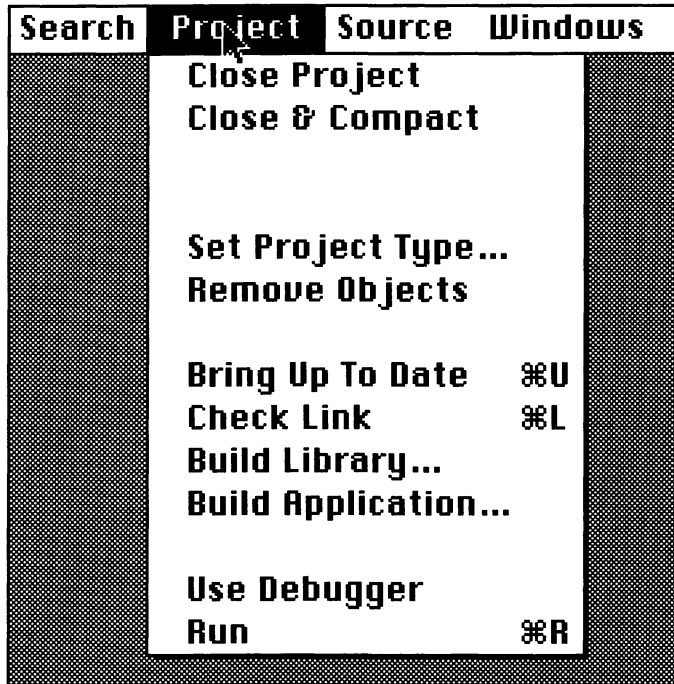 Search Project Source Windows
Close Project
Close & Compact
Set Project Type...
Remove Objects
Bring Up To Date ⌘U
Check Link ⌘L
Build Library...
Build Application...
Use Debugger
Run ⌘R